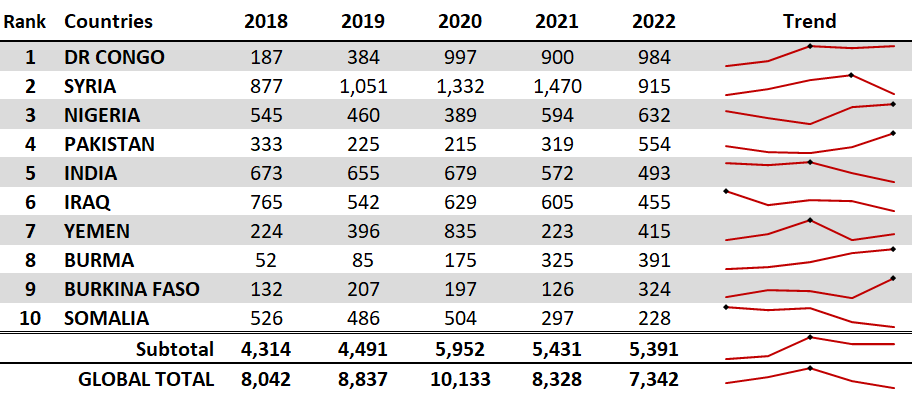 Rank Countries 2018 2019 2020 2021 2022 Trend
1 DR CONGO 187 384 997 900 984
2 SYRIA 877 1,051 1,332 1,470 915
3 NIGERIA 545 460 389 594 632
4 PAKISTAN 333 225 215 319 554
5 INDIA 673 655 679 572 493
6 IRAQ 765 542 629 605 455
7 YEMEN 224 396 835 223 415
8 BURMA 52 85 175 325 391
9 BURKINA FASO 132 207 197 126 324
10 SOMALIA 526 486 504 297 228
Subtotal 4,314 4,491 5,952 5,431 5,391
GLOBAL TOTAL 8,042 8,837 10,133 8,328 7,342